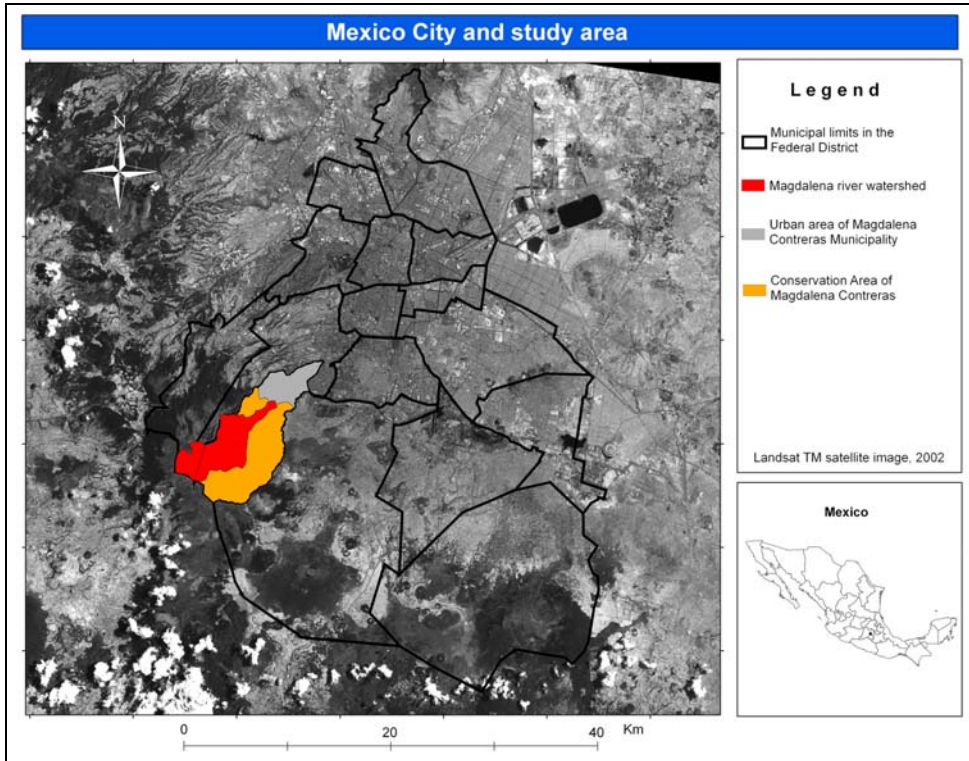 Mexico City and study area
N
Legend
Municipal limits in the
Federal District
Magdalena river watershed
Urban area of Magdalena
Contreras Municipality
Conservation Area of
Magdalena Contreras
Landsat TM satellite image, 2002
Mexico
0 20 40 Km